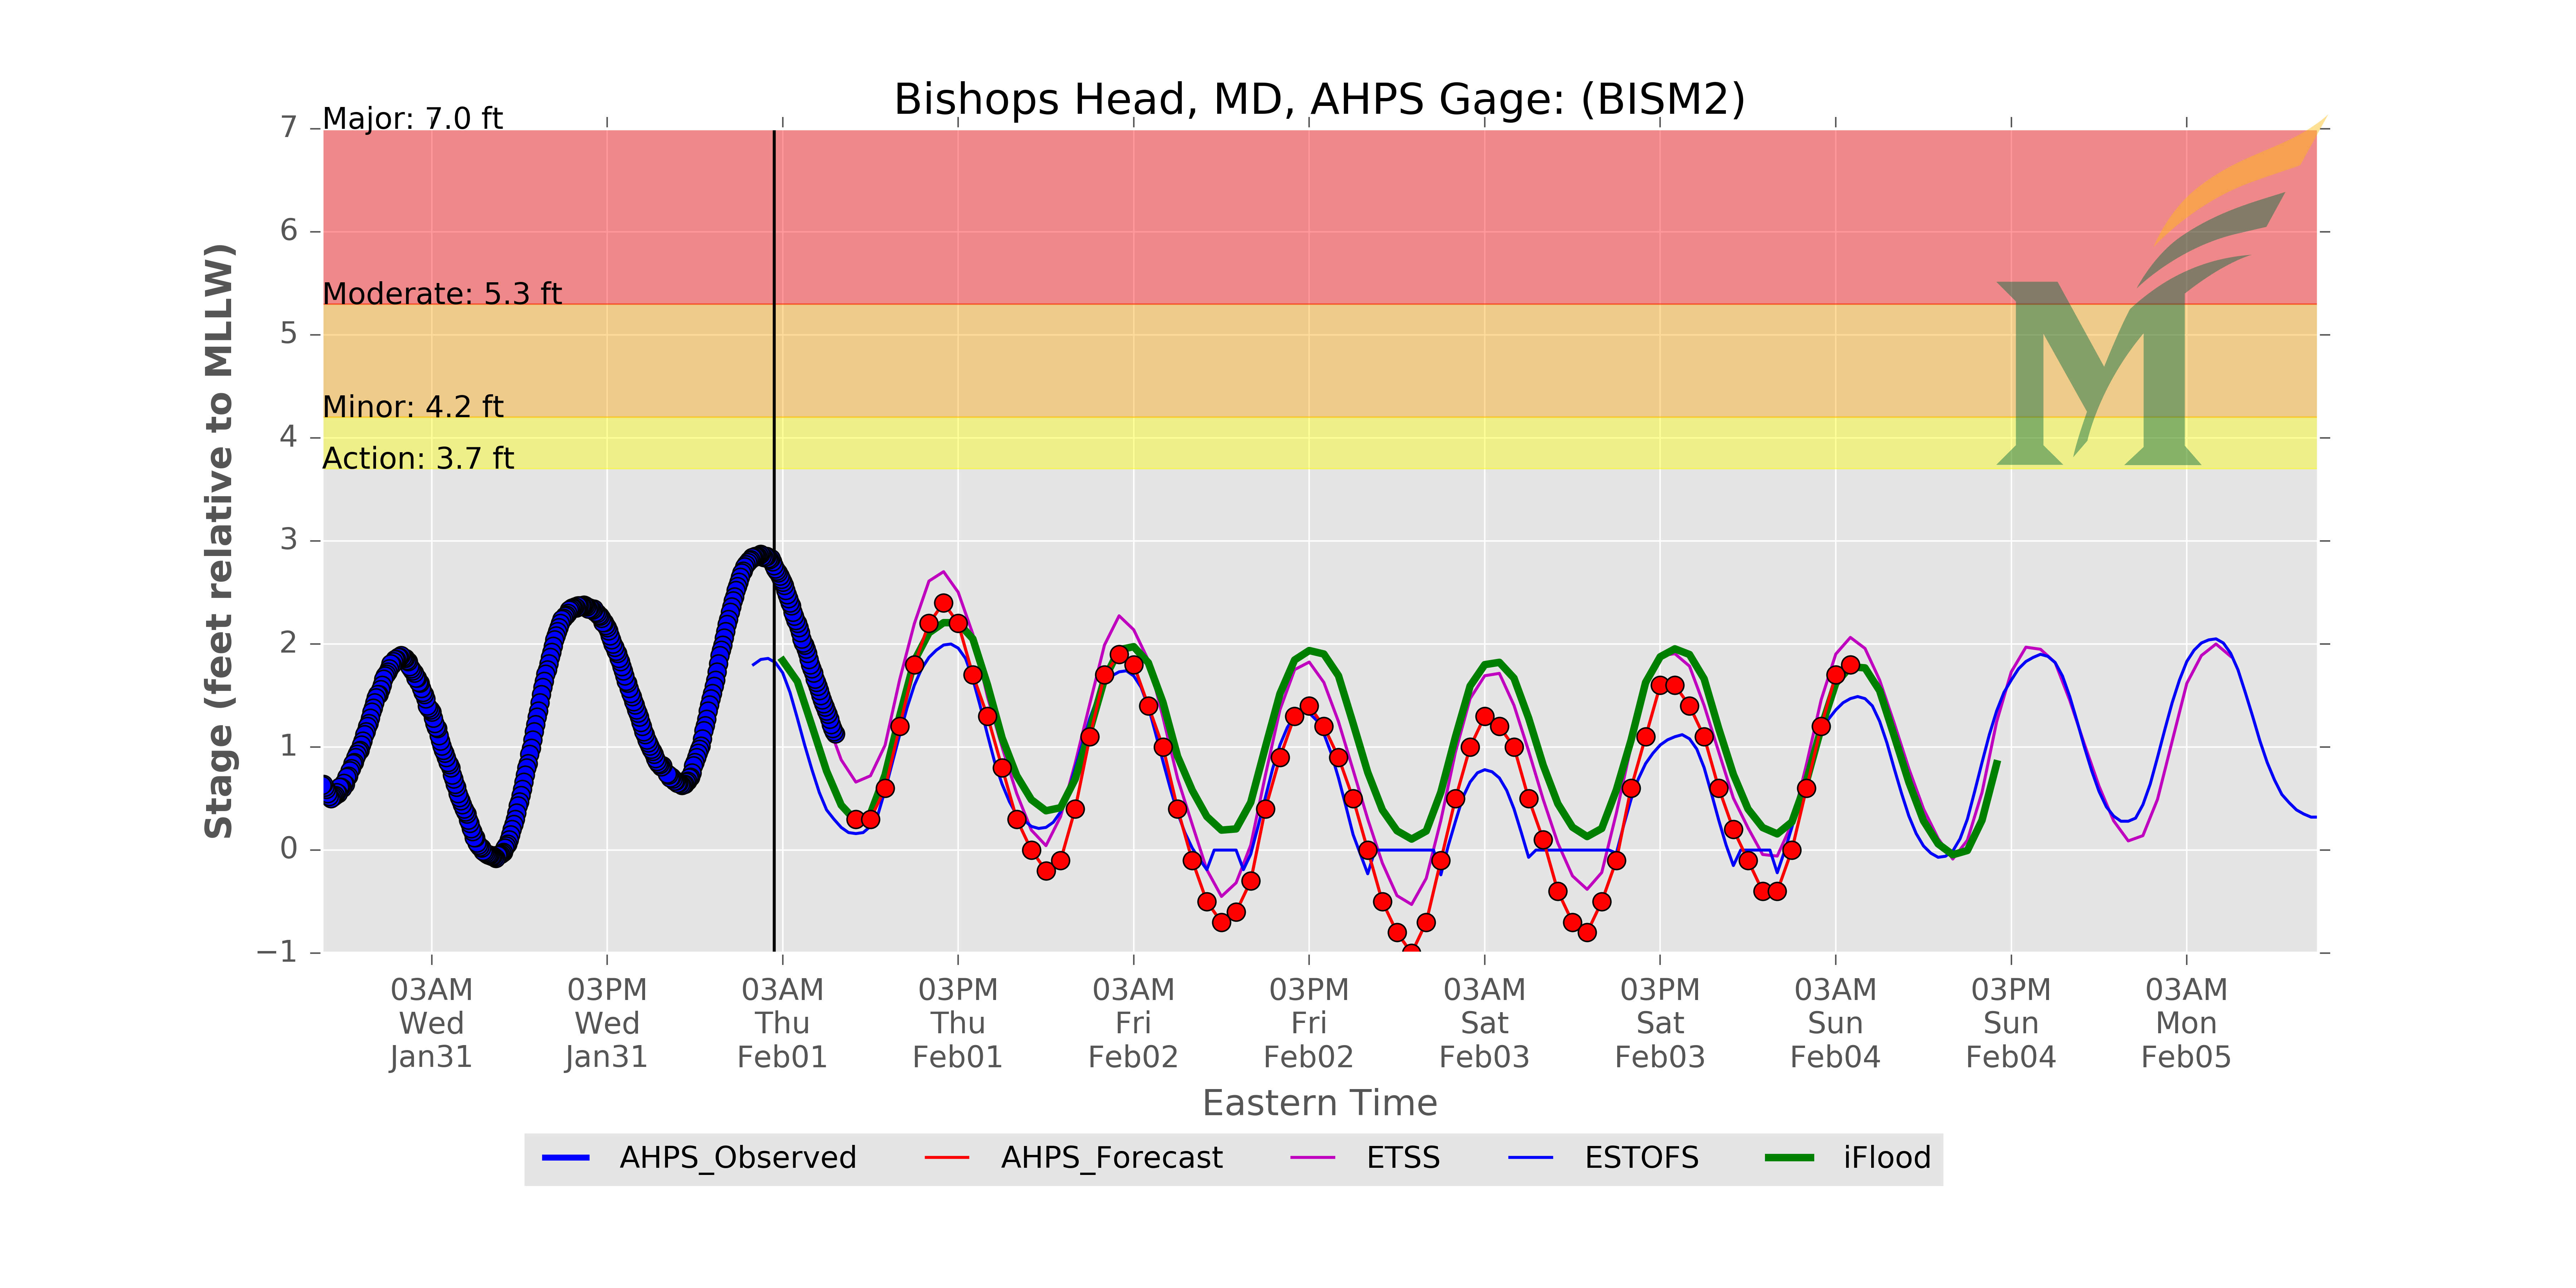 Bishops Head, MD, AHPS Gage: (BISM2)
Stage (feet relative to MLLW)
7
6
5
4
3
2
1
0
−1
Major: 7.0 ft
Moderate: 5.3 ft
Minor: 4.2 ft
Action: 3.7 ft
M
03AM Wed Jan31
03PM Wed Jan31
03AM Thu Feb01
03PM Thu Feb01
03AM Fri Feb02
03PM Fri Feb02
03AM Sat Feb03
03PM Sat Feb03
03AM Sun Feb04
03PM Sun Feb04
03AM Mon Feb05
Eastern Time
AHPS_Observed AHPS_Forecast ETSS ESTOFS iFlood